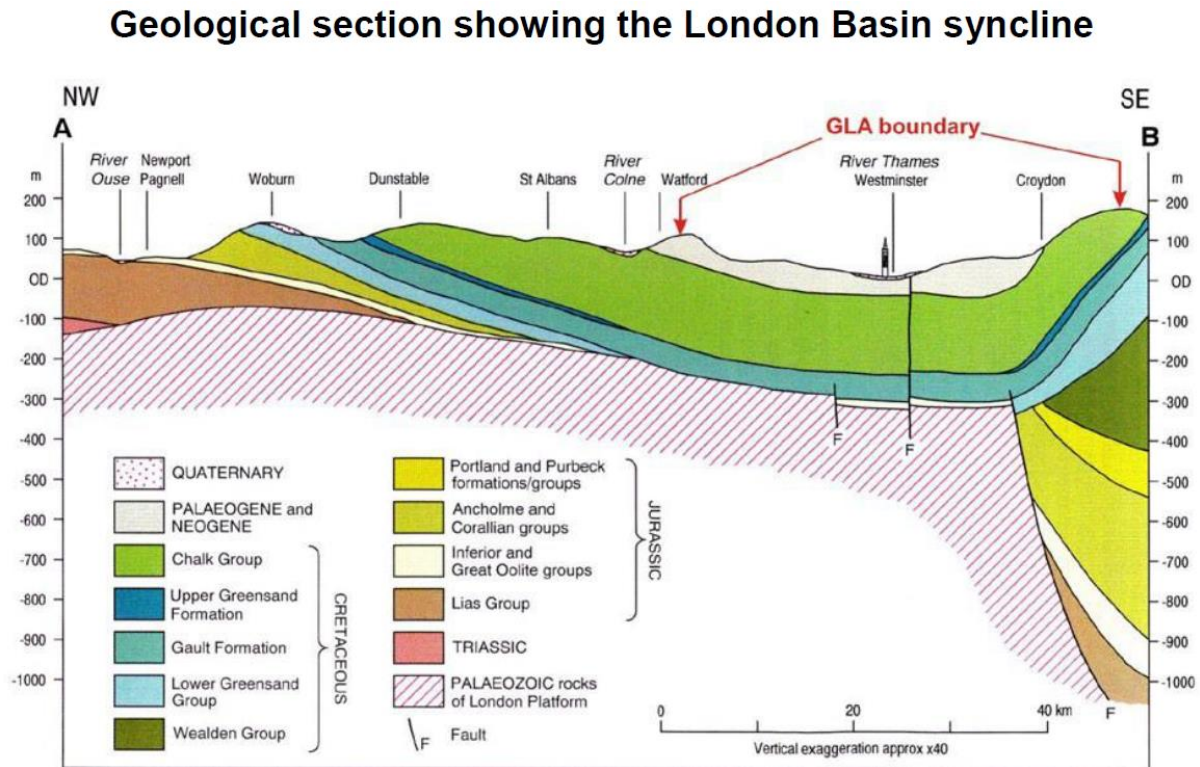 Geological section showing the London Basin syncline
NW
SE
A
B
GLA boundary
River
Ouse
Newport
Pagnell
Woburn
Dunstable
St Albans
River
Colne
Watford
River Thames
Westminster
Croydon
m
200
100
OD
-100
-200
-300
-400
-500
-600
-700
-800
-900
-1000
m
200
100
OD
-100
-200
-300
-400
-500
-600
-700
-800
-900
-1000
F
F
F
QUATERNARY
PALAEOGENE and
NEOGENE
Chalk Group
Upper Greensand
Formation
Gault Formation
Lower Greensand
Group
Wealden Group
CRETACEOUS
Portland and Purbeck
formations/groups
Ancholme and
Corallian groups
Inferior and
Great Oolite groups
Lias Group
JURASSIC
TRIASSIC
PALAEOZOIC rocks
of London Platform
F
Fault
0
20
40 km
Vertical exaggeration approx x40